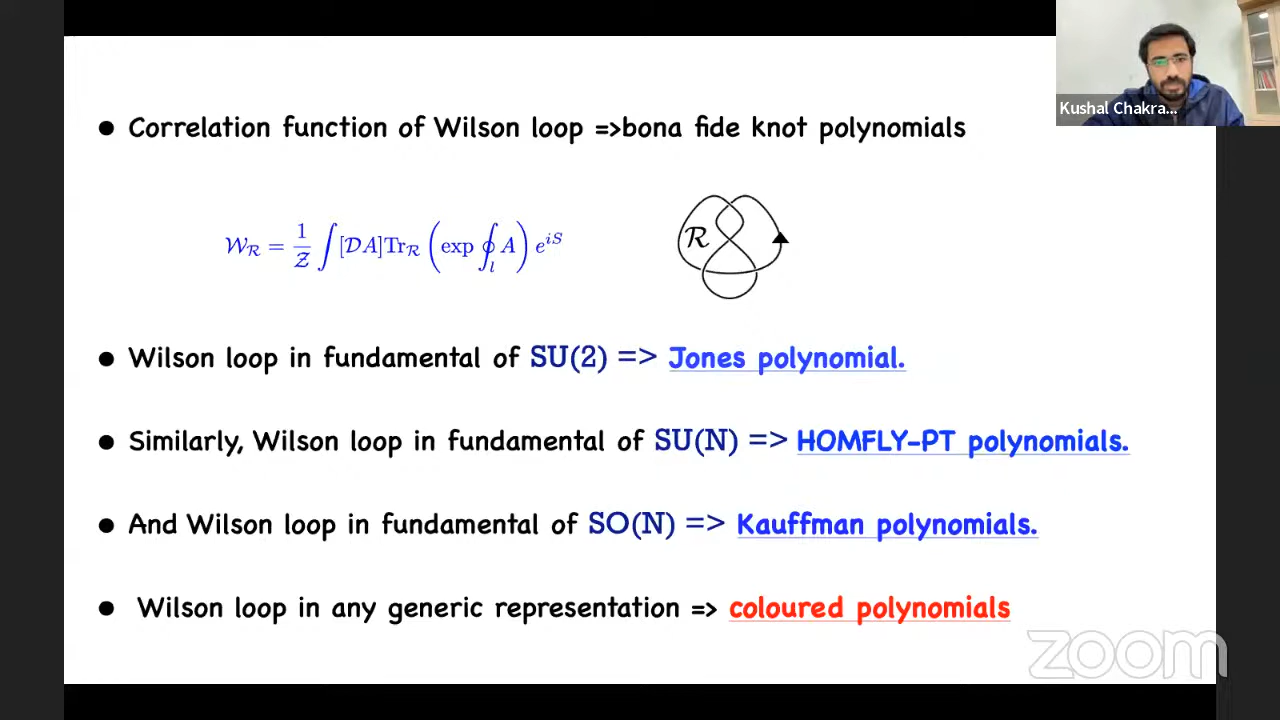 Kushal Chakra...
● Correlation function of Wilson loop =>bona fide knot polynomials
𝒲_ℛ = 1/𝒵 ∫[𝒟A]Tr_ℛ (exp ∮_l A) e^{iS}
ℛ
● Wilson loop in fundamental of SU(2) => Jones polynomial.
● Similarly, Wilson loop in fundamental of SU(N) => HOMFLY-PT polynomials.
● And Wilson loop in fundamental of SO(N) => Kauffman polynomials.
● Wilson loop in any generic representation => coloured polynomials
zoom